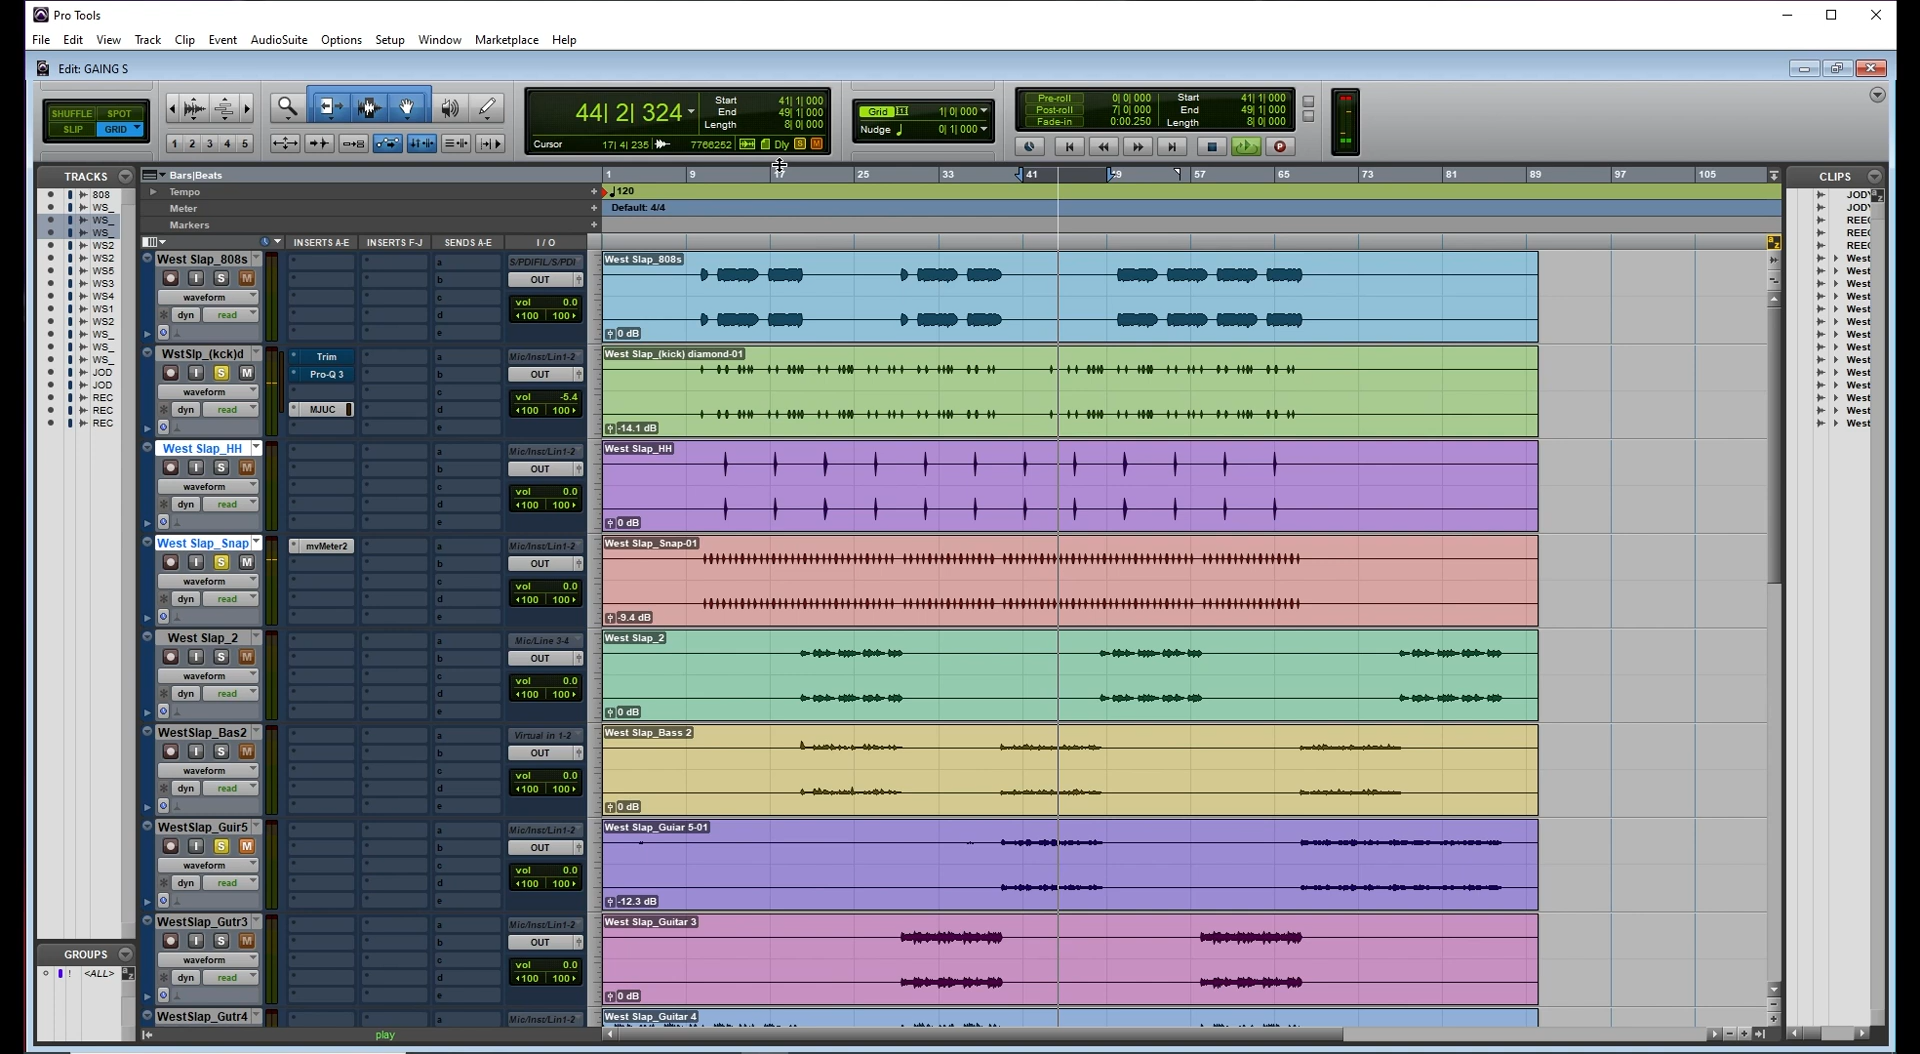 Pro Tools
File Edit View Track Clip Event AudioSuite Options Setup Window Marketplace Help
Edit: GAING S
SHUFFLE SPOT
SLIP GRID
1 2 3 4 5
44| 2| 324
Start 41| 1| 000
End 49| 1| 000
Length 8| 0| 000
Cursor 17| 4| 235 7766252 Dly S M
Grid 1| 0| 000
Nudge 0| 1| 000
Pre-roll 0| 0| 000 Start 41| 1| 000
Post-roll 7| 0| 000 End 49| 1| 000
Fade-in 0:00.250 Length 8| 0| 000
TRACKS
808
WS_
WS_
WS_
WS2
WS2
WS5
WS3
WS4
WS1
WS2
WS_
WS_
WS_
JOD
JOD
REC
REC
REC
GROUPS
! <ALL> a z
Bars|Beats 1 9 17 25 33 41 49 57 65 73 81 89 97 105
Tempo 120
Meter Default: 4/4
Markers
INSERTS A-E INSERTS F-J SENDS A-E I / O
West Slap_808s
I S M
waveform
dyn read
a b c d e
S/PDIFIL/S/PDI
OUT
vol 0.0
100 100
West Slap_808s
0 dB
WstSlp_(kck)d
I S M
waveform
dyn read
Trim
Pro-Q 3
MJUC
a b c d e
Mic/Inst/Lin1-2
OUT
vol -5.4
100 100
West Slap_(kick) diamond-01
-14.1 dB
West Slap_HH
I S M
waveform
dyn read
a b c d e
Mic/Inst/Lin1-2
OUT
vol 0.0
100 100
West Slap_HH
0 dB
West Slap_Snap
I S M
waveform
dyn read
mvMeter2
a b c d e
Mic/Inst/Lin1-2
OUT
vol 0.0
100 100
West Slap_Snap-01
-9.4 dB
West Slap_2
I S M
waveform
dyn read
a b c d e
Mic/Line 3-4
OUT
vol 0.0
100 100
West Slap_2
0 dB
WestSlap_Bas2
I S M
waveform
dyn read
a b c d e
Virtual in 1-2
OUT
vol 0.0
100 100
West Slap_Bass 2
0 dB
WestSlap_Guir5
I S M
waveform
dyn read
a b c d e
Mic/Inst/Lin1-2
OUT
vol 0.0
100 100
West Slap_Guiar 5-01
-12.3 dB
WestSlap_Gutr3
I S M
waveform
dyn read
a b c d e
Mic/Inst/Lin1-2
OUT
vol 0.0
100 100
West Slap_Guitar 3
0 dB
WestSlap_Gutr4
a
Mic/Inst/Lin1-2
West Slap_Guitar 4
play
CLIPS
JODY
JODY
REEC
REEC
REEC
West
West
West
West
West
West
West
West
West
West
West
West
West
West